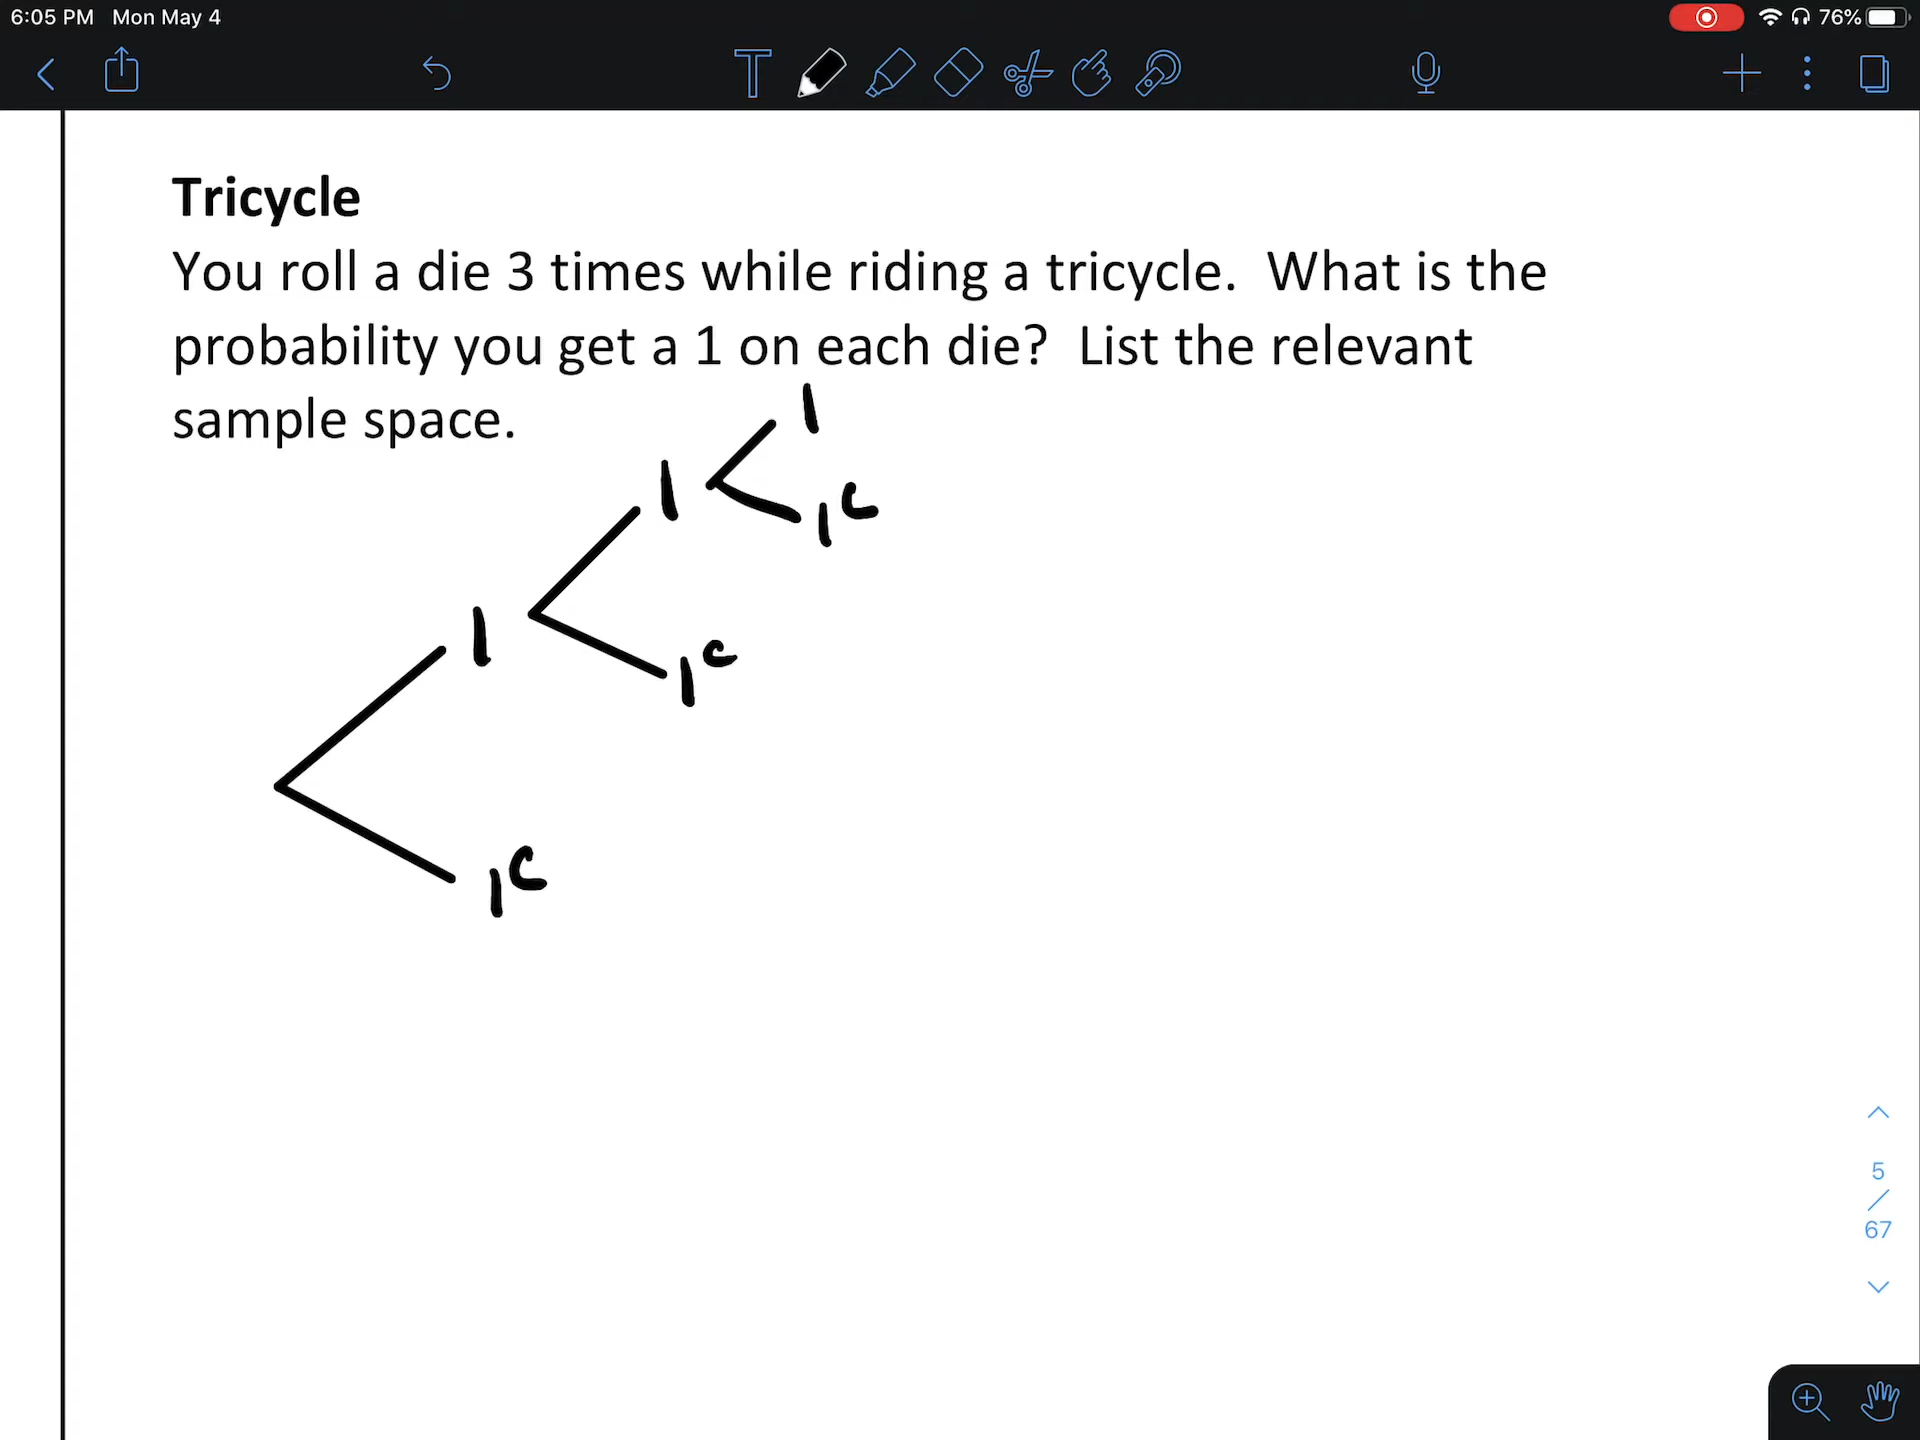 6:05 PM Mon May 4
76%
T
Tricycle
You roll a die 3 times while riding a tricycle. What is the
probability you get a 1 on each die? List the relevant
sample space.
1
1
1ᶜ
1
1ᶜ
1ᶜ
5
/
67